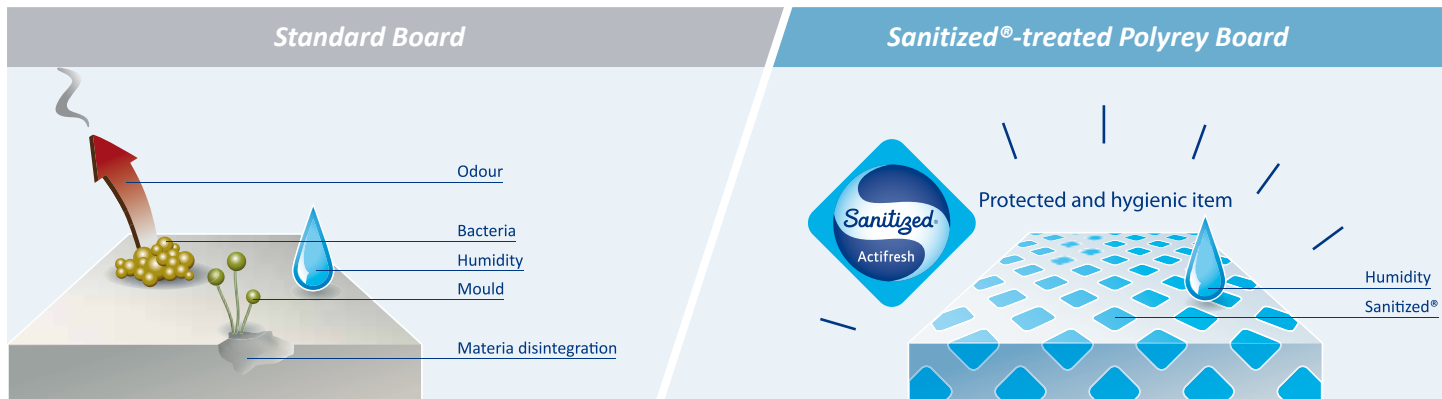 Standard Board
Sanitized®-treated Polyrey Board
Odour
Bacteria
Humidity
Mould
Materia disintegration
Sanitized®
Actifresh
Protected and hygienic item
Humidity
Sanitized®